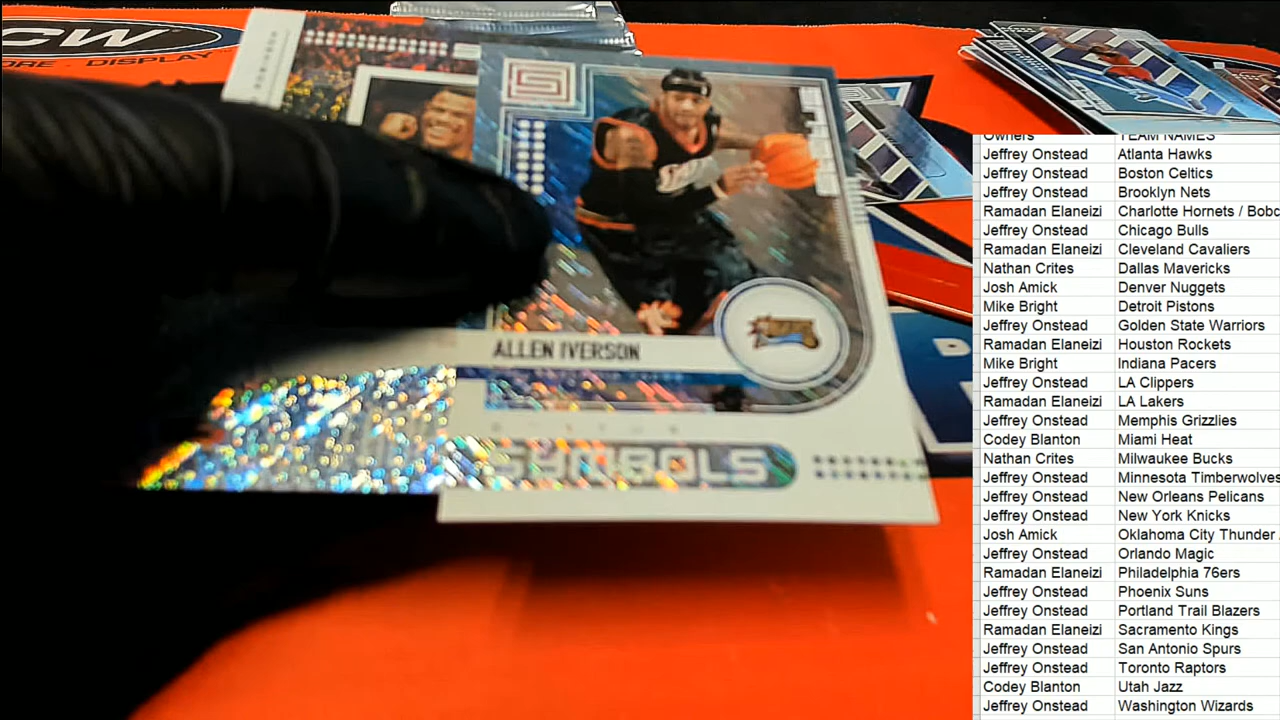 CW
ORE - DISPLAY
ALLEN IVERSON
SYMBOLS
Owners TEAM NAMES
Jeffrey Onstead Atlanta Hawks
Jeffrey Onstead Boston Celtics
Jeffrey Onstead Brooklyn Nets
Ramadan Elaneizi Charlotte Hornets / Bobc
Jeffrey Onstead Chicago Bulls
Ramadan Elaneizi Cleveland Cavaliers
Nathan Crites Dallas Mavericks
Josh Amick Denver Nuggets
Mike Bright Detroit Pistons
Jeffrey Onstead Golden State Warriors
Ramadan Elaneizi Houston Rockets
Mike Bright Indiana Pacers
Jeffrey Onstead LA Clippers
Ramadan Elaneizi LA Lakers
Jeffrey Onstead Memphis Grizzlies
Codey Blanton Miami Heat
Nathan Crites Milwaukee Bucks
Jeffrey Onstead Minnesota Timberwolves
Jeffrey Onstead New Orleans Pelicans
Jeffrey Onstead New York Knicks
Josh Amick Oklahoma City Thunder
Jeffrey Onstead Orlando Magic
Ramadan Elaneizi Philadelphia 76ers
Jeffrey Onstead Phoenix Suns
Jeffrey Onstead Portland Trail Blazers
Ramadan Elaneizi Sacramento Kings
Jeffrey Onstead San Antonio Spurs
Jeffrey Onstead Toronto Raptors
Codey Blanton Utah Jazz
Jeffrey Onstead Washington Wizards